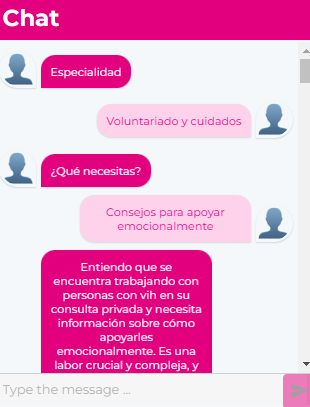 Chat
Especialidad
Voluntariado y cuidados
¿Qué necesitas?
Consejos para apoyar
emocionalmente
Entiendo que se
encuentra trabajando con
personas con vih en su
consulta privada y necesita
información sobre cómo
apoyarles
emocionalmente. Es una
labor crucial y compleja, y
Type the message ...